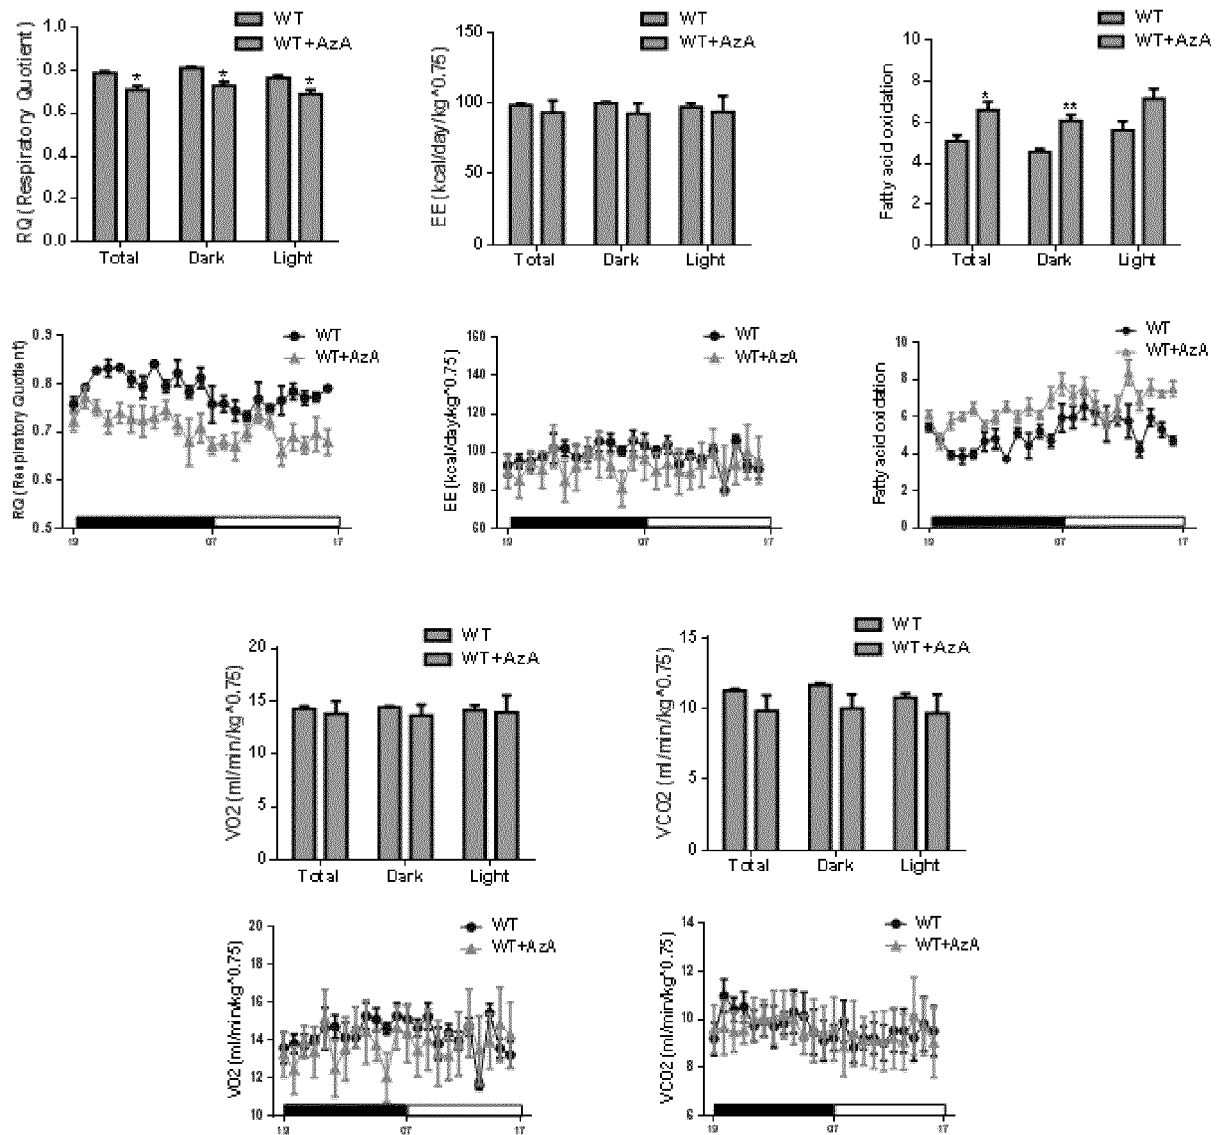 WT
WT+AzA
RQ (Respiratory Quotient)
1.0
0.8
0.6
0.4
0.2
0.0
* * *
Total Dark Light
WT
WT+AzA
EE (kcal/day/kg^0.75)
150
100
50
0
Total Dark Light
WT
WT+AzA
Fatty acid oxidation
10
8
6
4
2
0
* **
Total Dark Light
WT
WT+AzA
RQ (Respiratory Quotient)
0.9
0.8
0.7
0.6
0.5
19 07 17
WT
WT+AzA
EE (kcal/day/kg^0.75)
160
140
120
100
80
60
19 07 17
WT
WT+AzA
Fatty acid oxidation
10
8
6
4
2
0
19 07 17
WT
WT+AzA
VO2 (ml/min/kg^0.75)
20
15
10
5
0
Total Dark Light
WT
WT+AzA
VCO2 (ml/min/kg^0.75)
15
10
5
0
Total Dark Light
WT
WT+AzA
VO2 (ml/min/kg^0.75)
20
18
16
14
12
10
19 07 17
WT
WT+AzA
VCO2 (ml/min/kg^0.75)
14
12
10
8
6
19 07 17